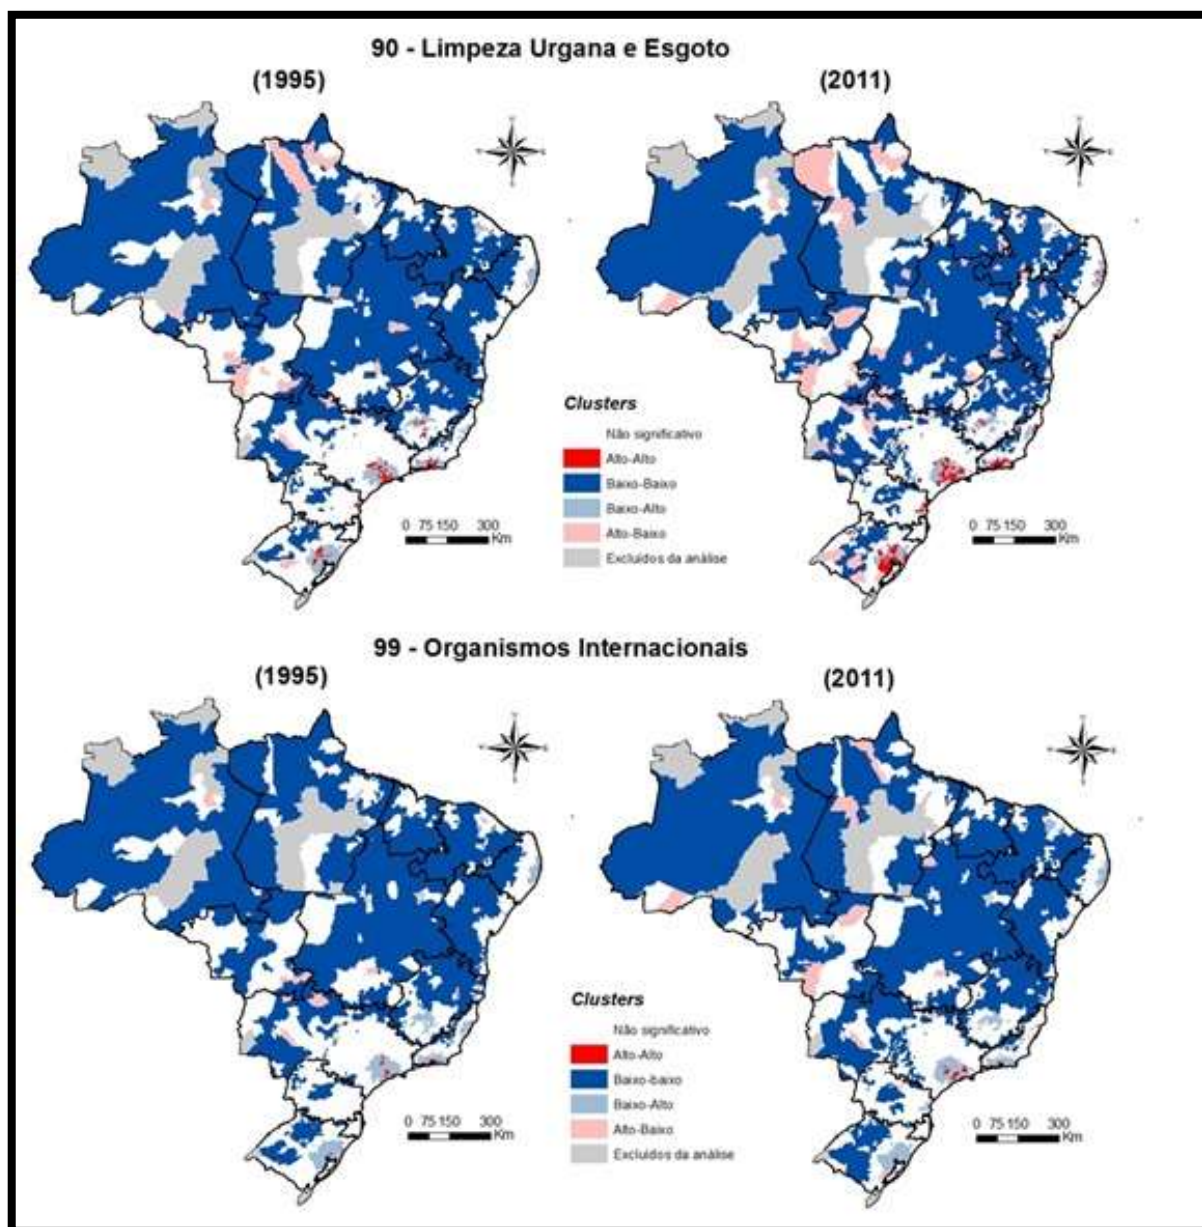 90 - Limpeza Urgana e Esgoto
(1995)
(2011)
Clusters
Não significativo
Alto-Alto
Baixo-Baixo
Baixo-Alto
Alto-Baixo
Excluídos da análise
0 75 150 300
Km
0 75 150 300
Km
99 - Organismos Internacionais
(1995)
(2011)
Clusters
Não significativo
Alto-Alto
Baixo-baixo
Baixo-Alto
Alto-Baixo
Excluídos da análise
0 75 150 300
Km
0 75 150 300
Km